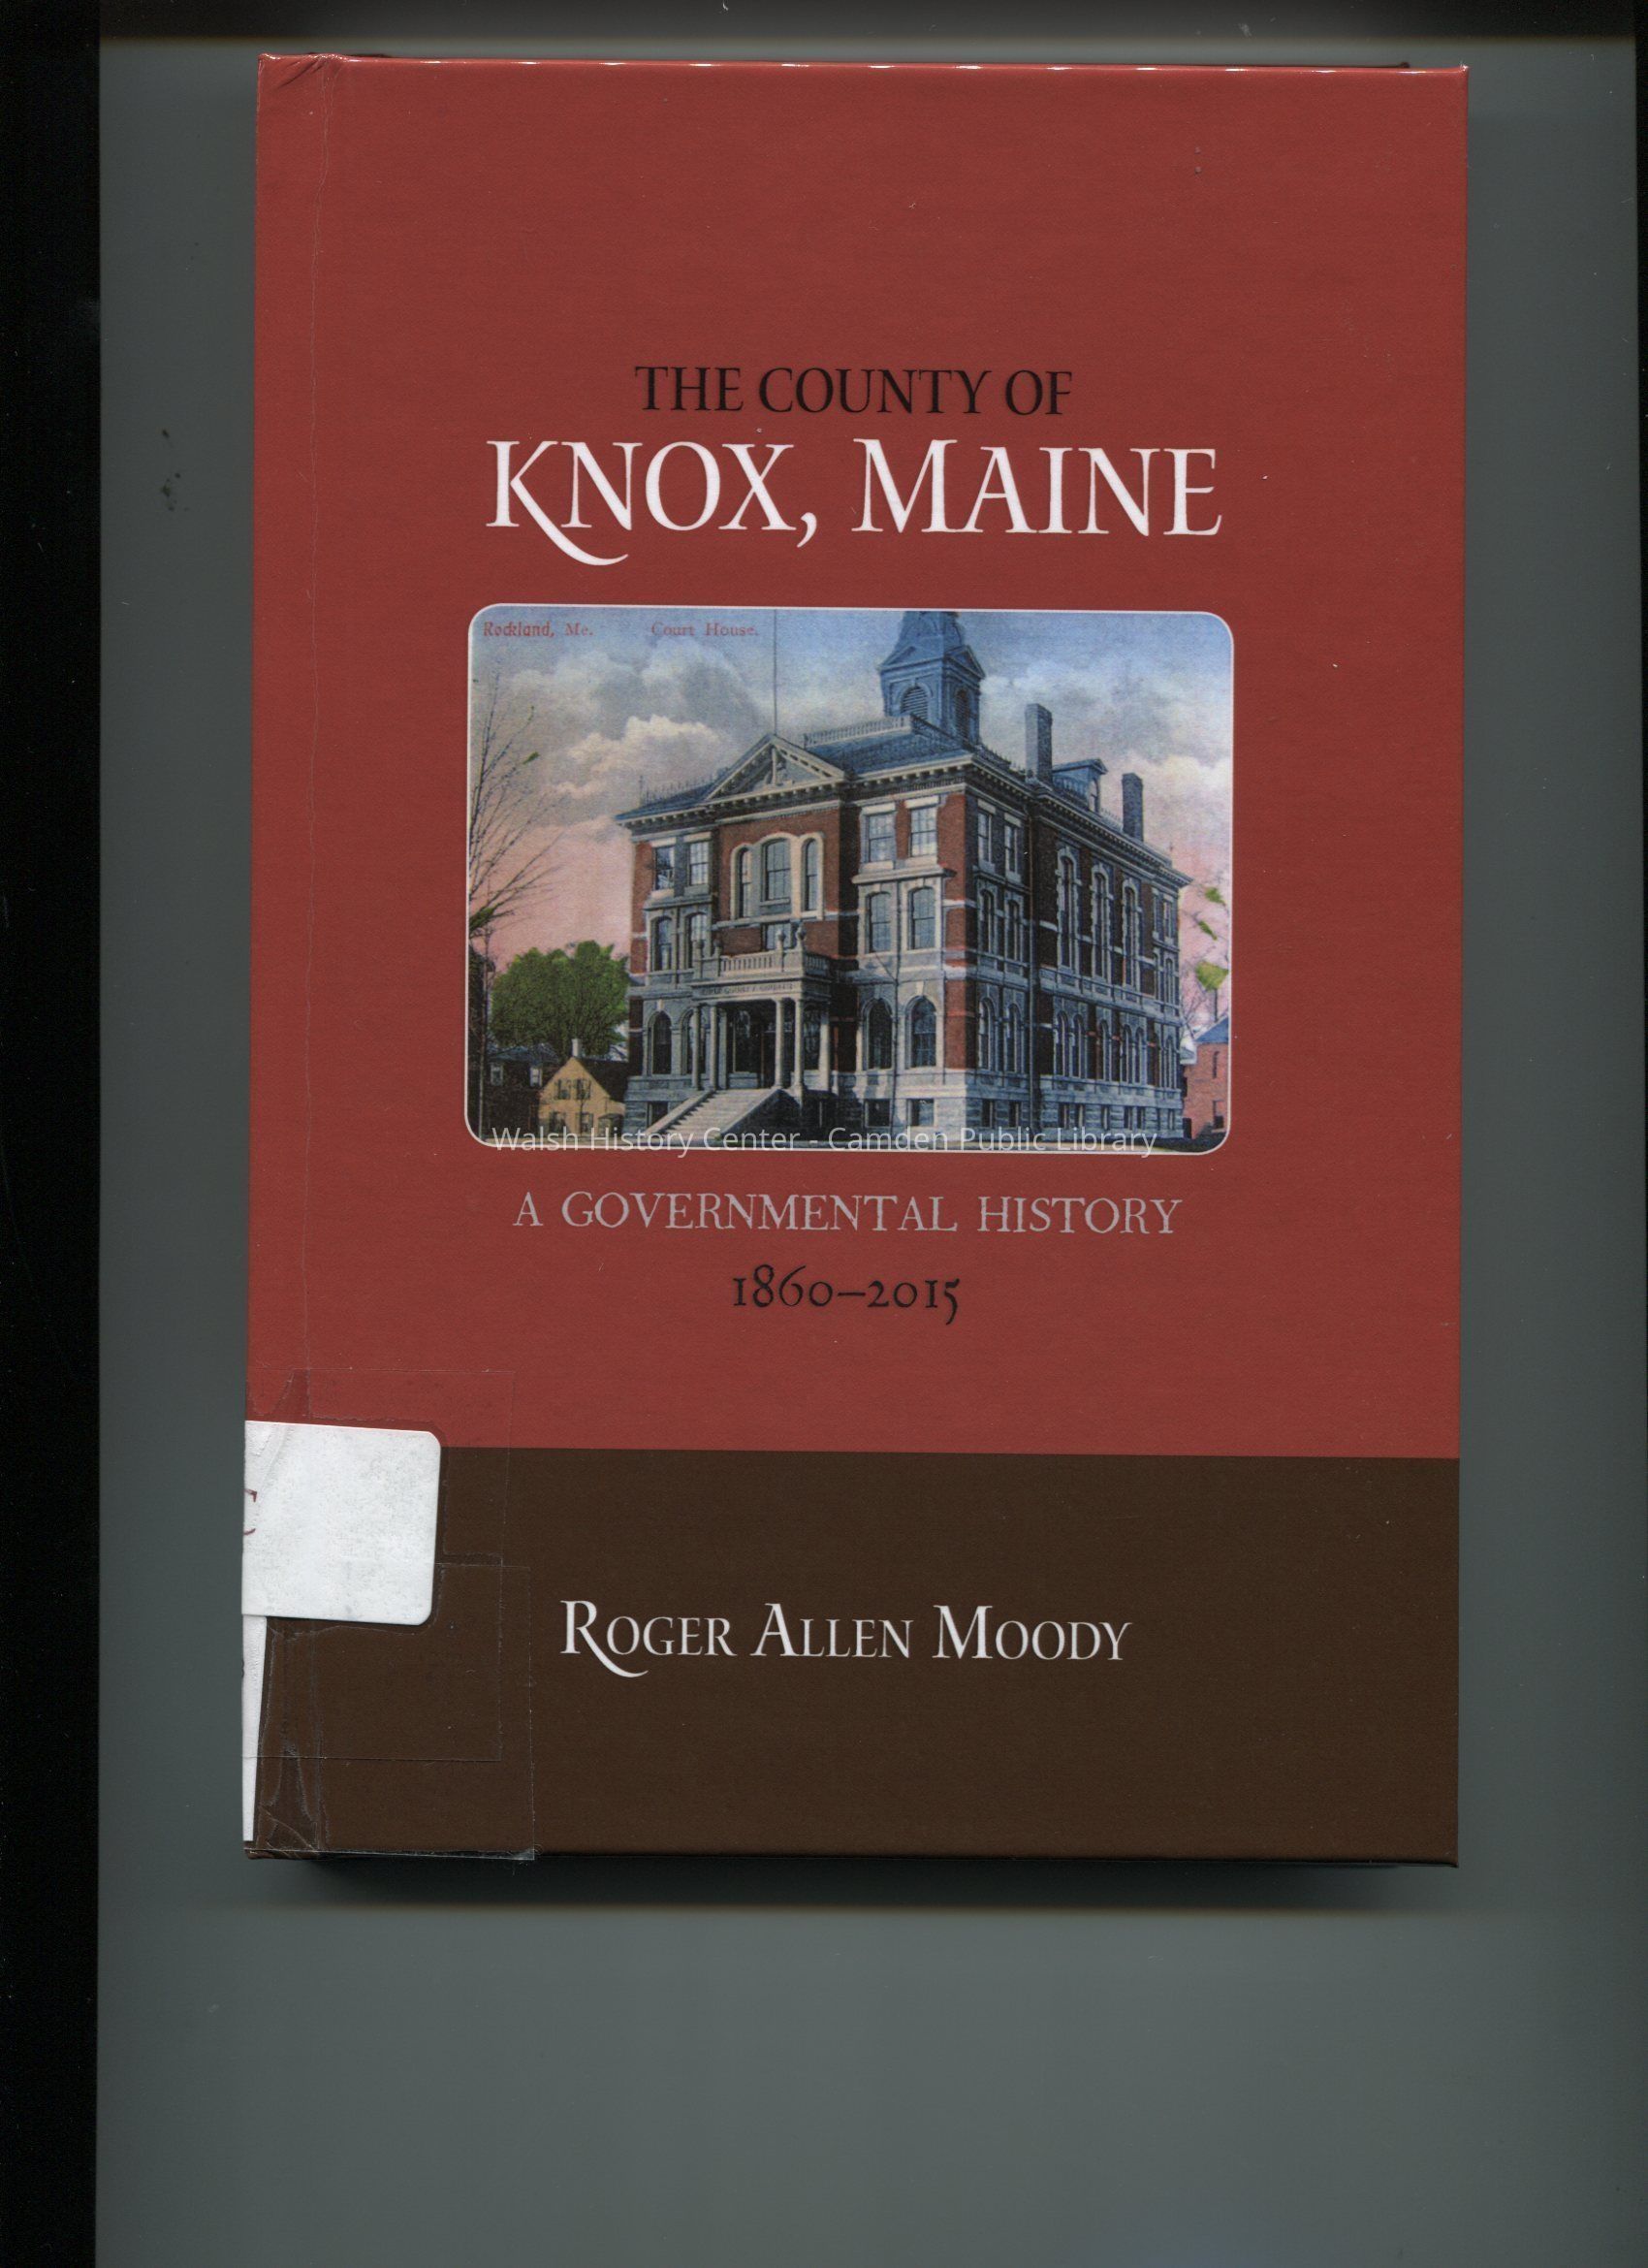 THE COUNTY OF
KNOX, MAINE
Rockland, Me. Court House.
Walsh History Center - Camden Public Library
A GOVERNMENTAL HISTORY
1860–2015
ROGER ALLEN MOODY